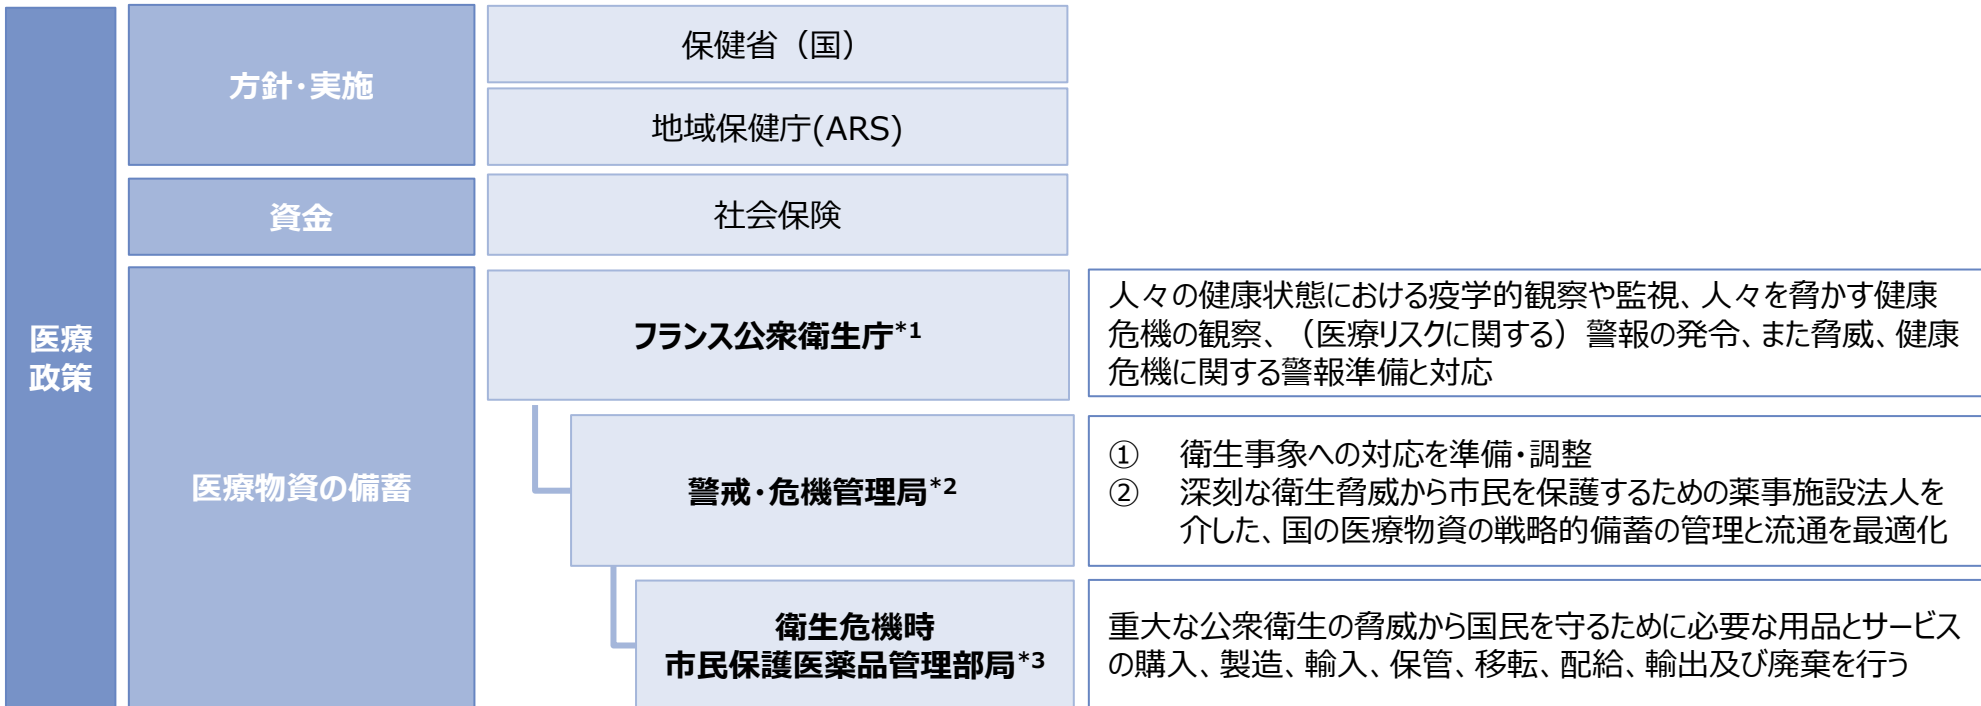 医療
政策
方針・実施
保健省（国）
地域保健庁(ARS)
資金
社会保険
医療物資の備蓄
フランス公衆衛生庁*1
人々の健康状態における疫学的観察や監視、人々を脅かす健康
危機の観察、（医療リスクに関する）警報の発令、また脅威、健康
危機に関する警報準備と対応
警戒・危機管理局*2
① 衛生事象への対応を準備・調整
② 深刻な衛生脅威から市民を保護するための薬事施設法人を
介した、国の医療物資の戦略的備蓄の管理と流通を最適化
衛生危機時
市民保護医薬品管理部局*3
重大な公衆衛生の脅威から国民を守るために必要な用品とサービス
の購入、製造、輸入、保管、移転、配給、輸出及び廃棄を行う